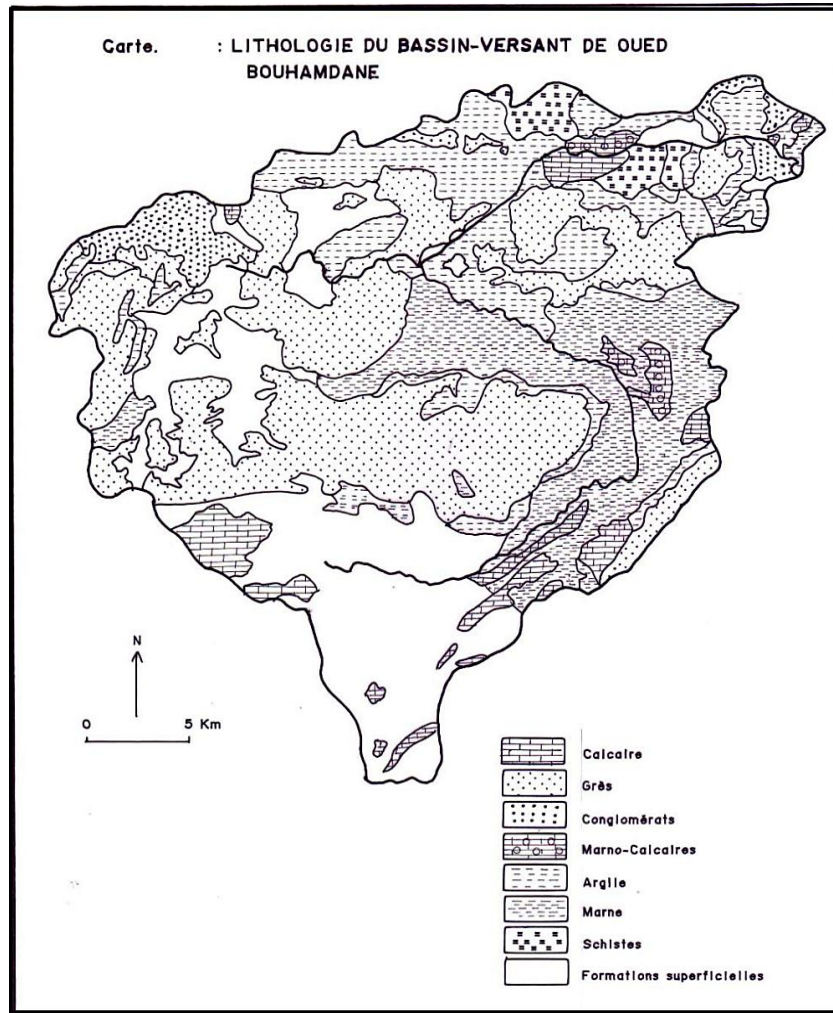 Carte. : LITHOLOGIE DU BASSIN-VERSANT DE OUED
BOUHAMDANE
N
0 5 Km
Calcaire
Grès
Conglomérats
Marno-Calcaires
Argile
Marne
Schistes
Formations superficielles